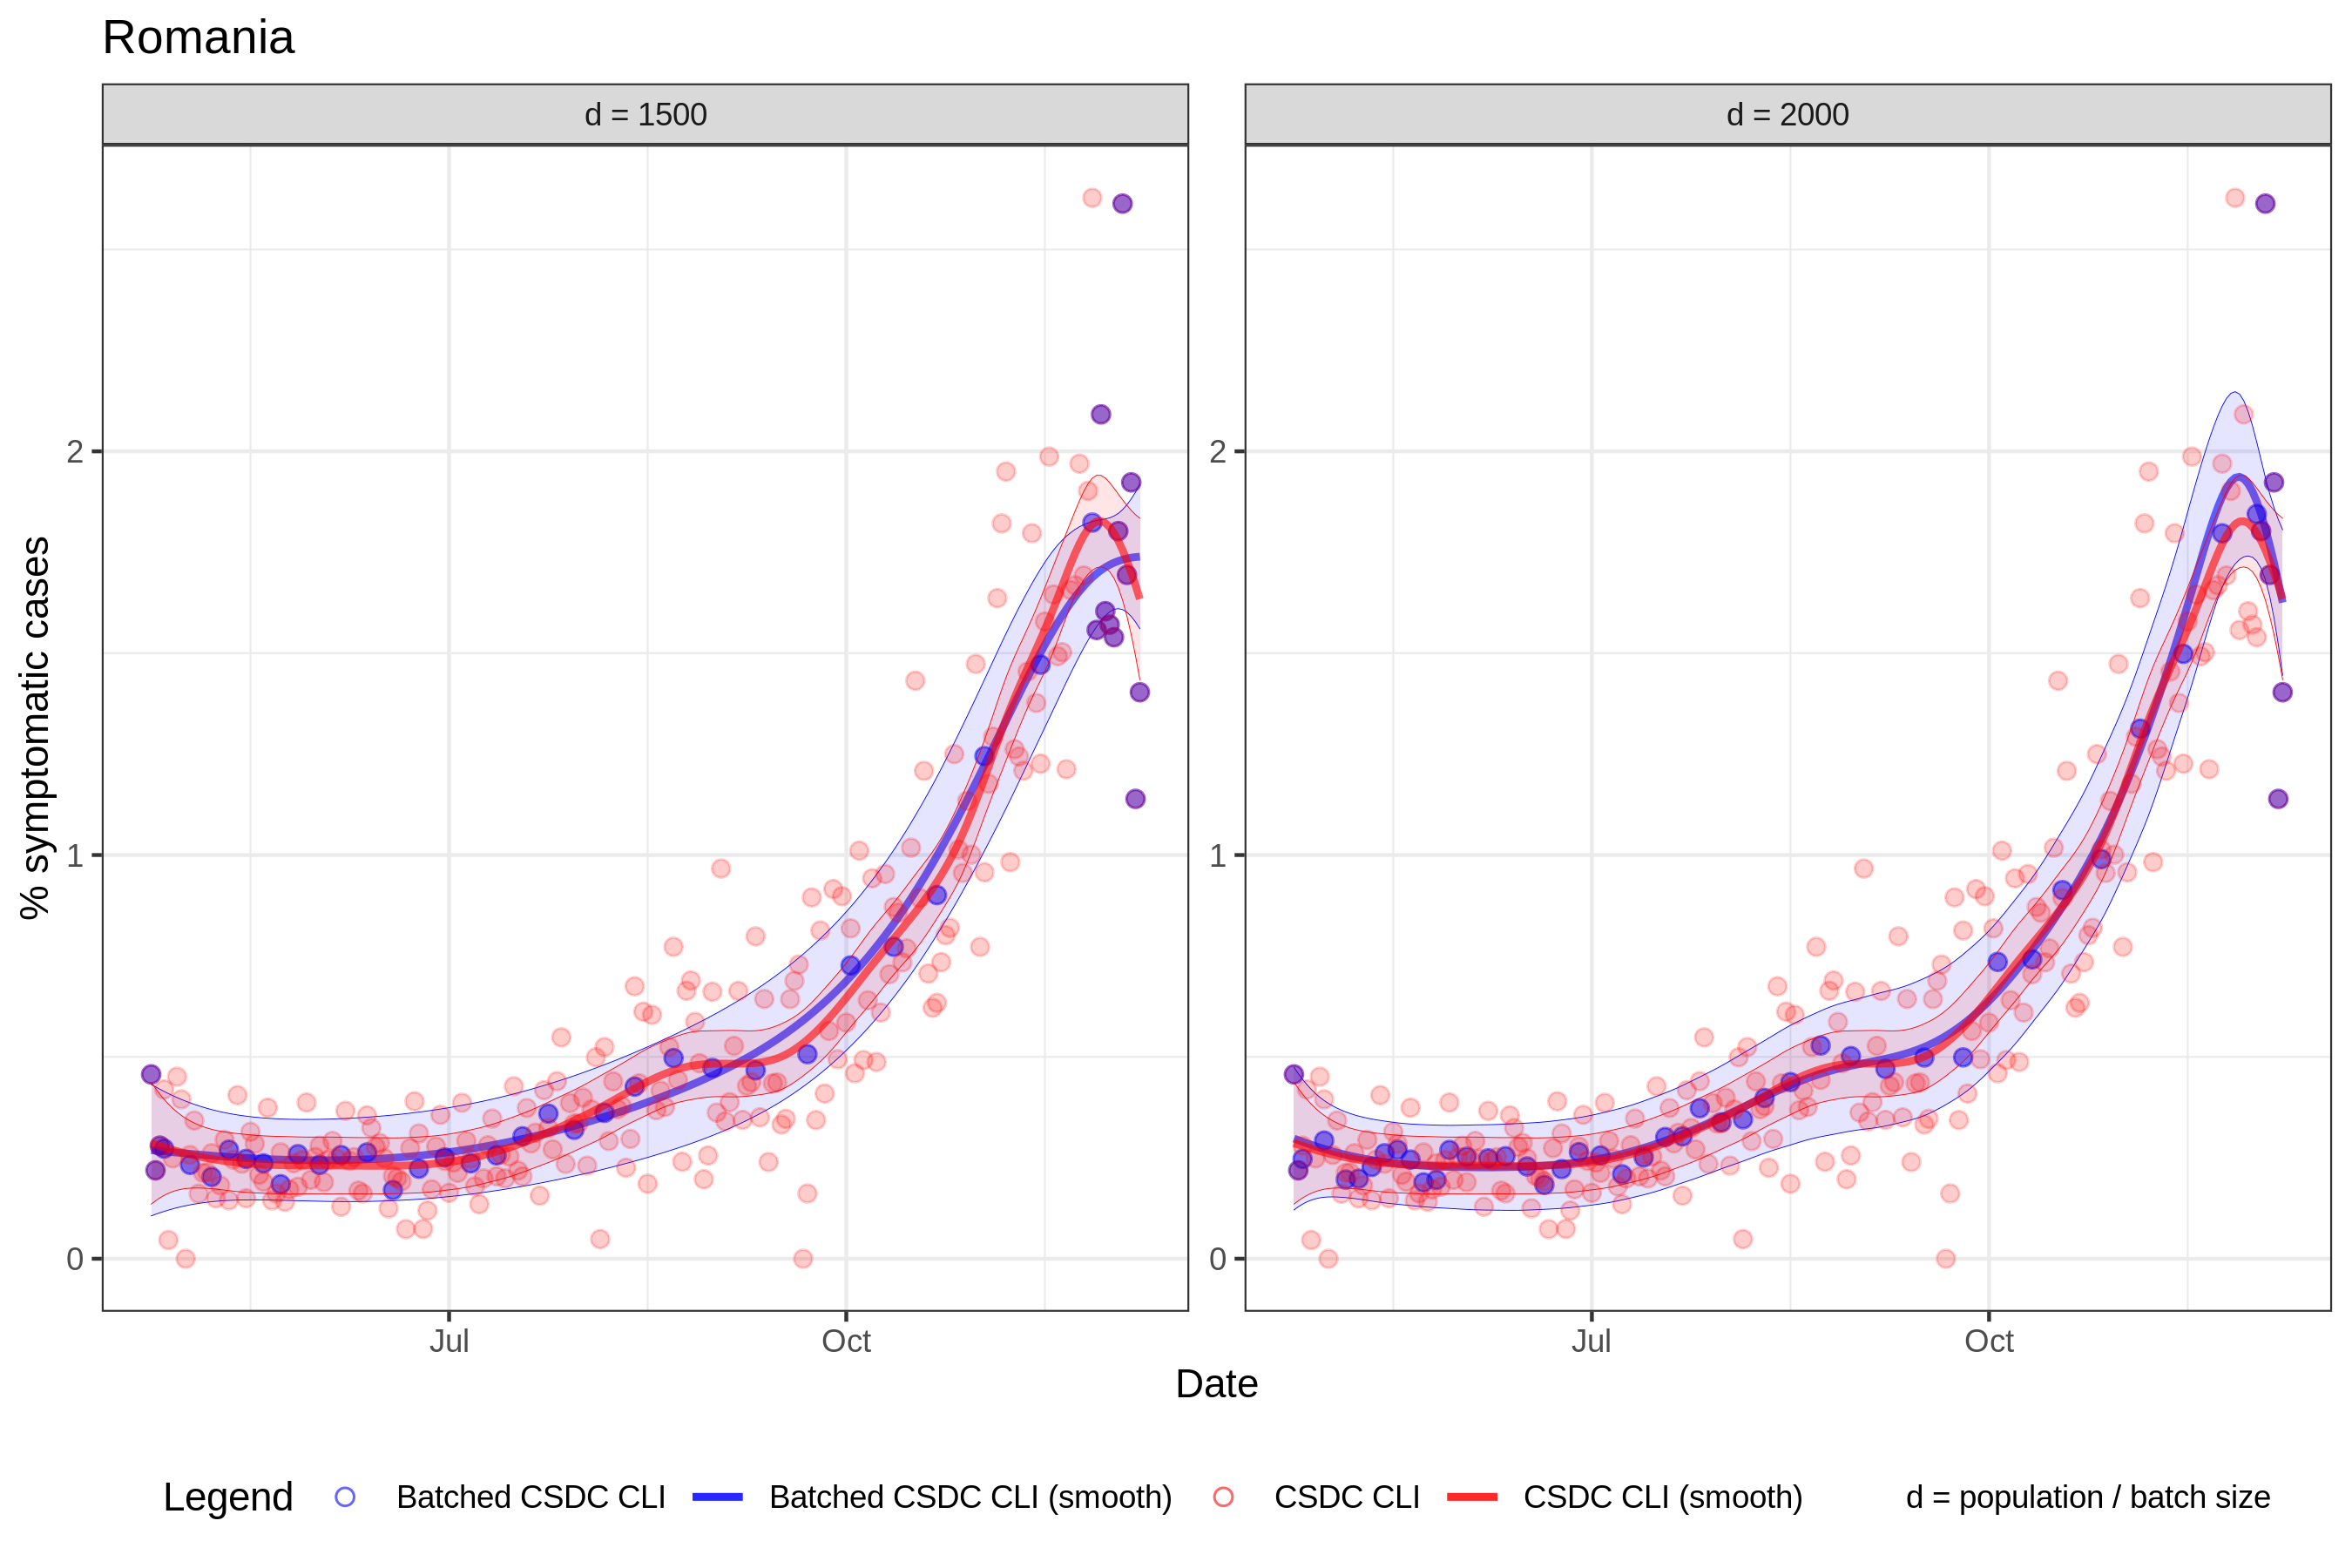 Romania
d = 1500
d = 2000
% symptomatic cases
2
1
0
2
1
0
Jul
Oct
Jul
Oct
Date
Legend
Batched CSDC CLI
Batched CSDC CLI (smooth)
CSDC CLI
CSDC CLI (smooth)
d = population / batch size